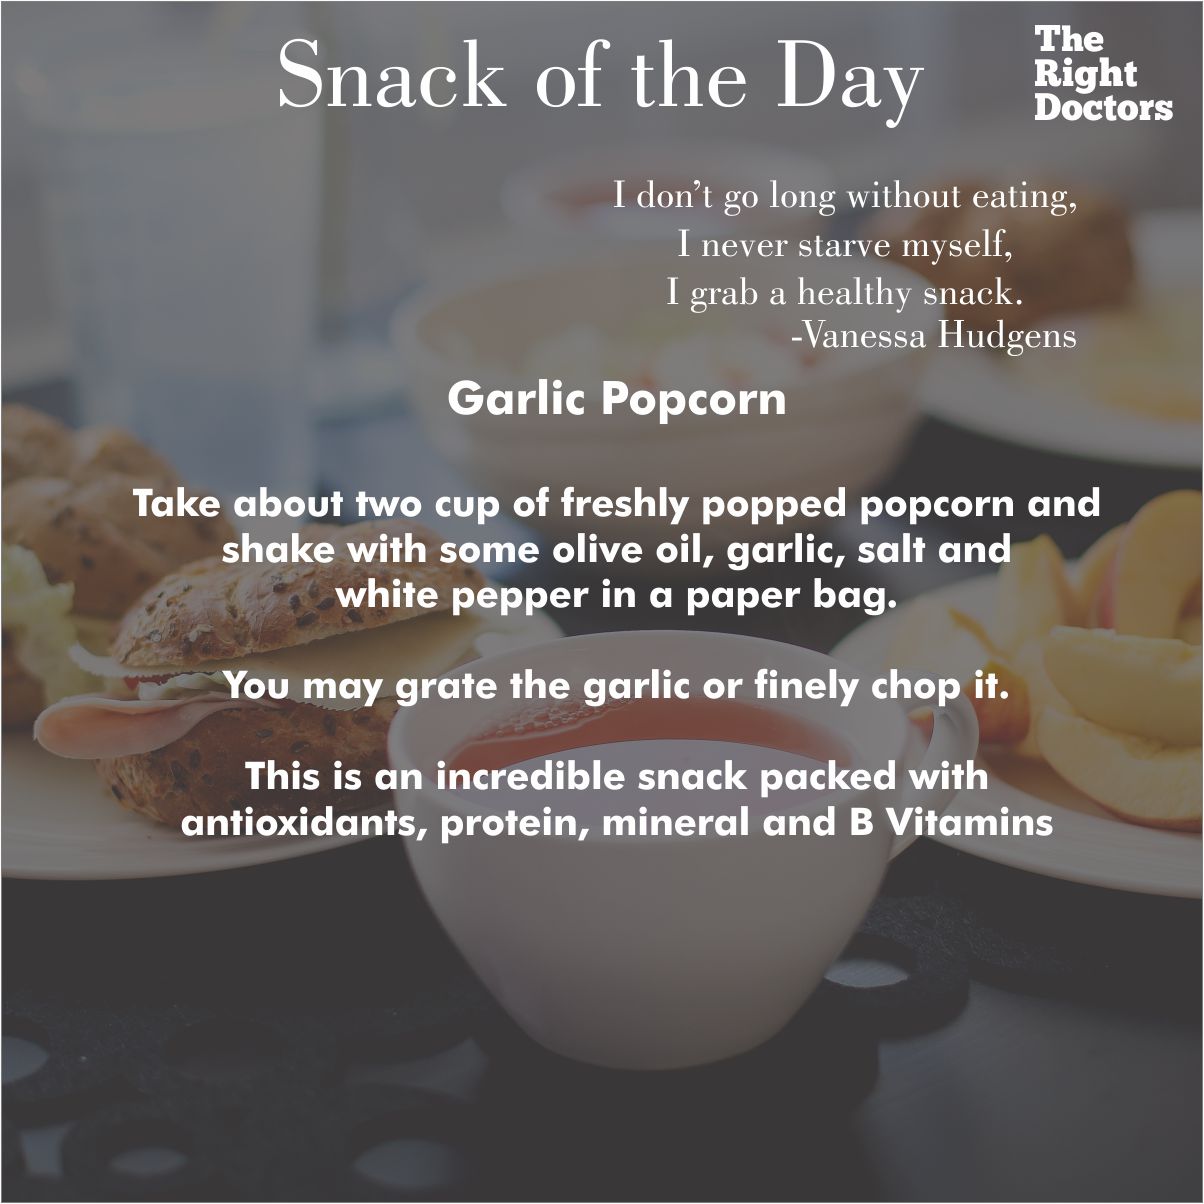 Snack of the Day
The
Right
Doctors
I don't go long without eating,
I never starve myself,
I grab a healthy snack.
-Vanessa Hudgens
Garlic Popcorn
Take about two cup of freshly popped popcorn and
shake with some olive oil, garlic, salt and
white pepper in a paper bag.
You may grate the garlic or finely chop it.
This is an incredible snack packed with
antioxidants, protein, mineral and B Vitamins